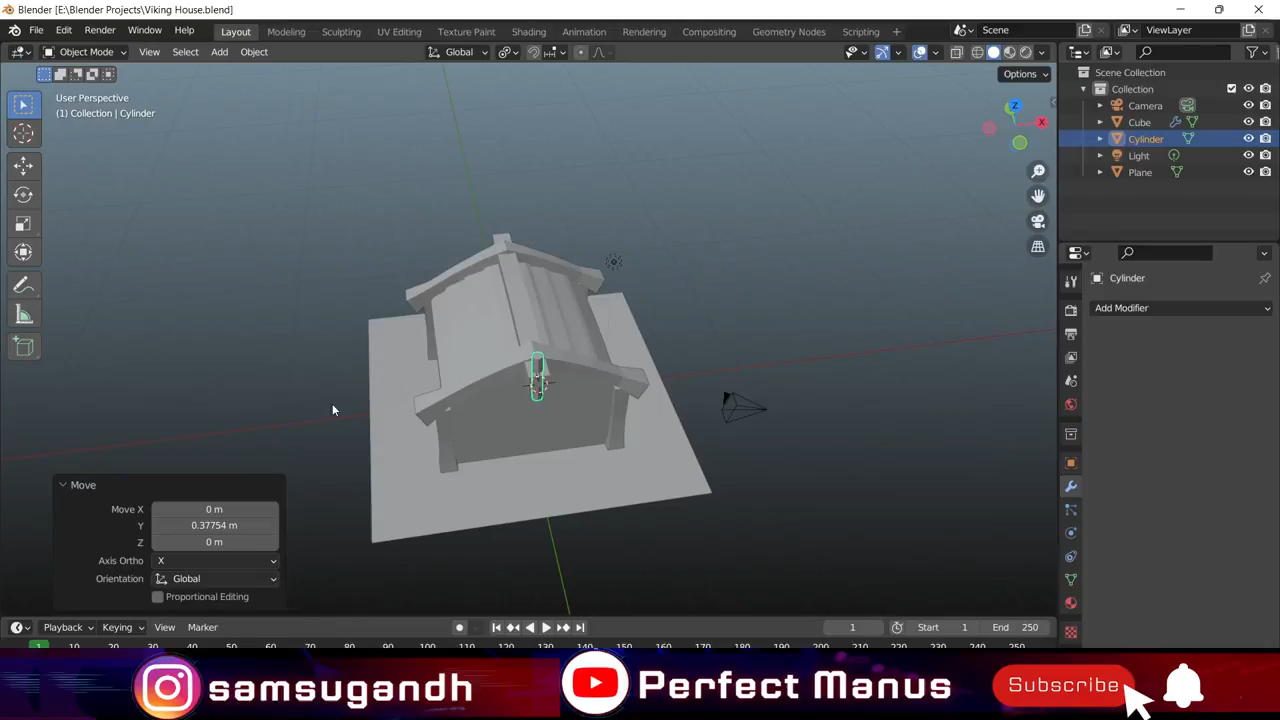 Blender [E:\Blender Projects\Viking House.blend]
File Edit Render Window Help
Layout Modeling Sculpting UV Editing Texture Paint Shading Animation Rendering Compositing Geometry Nodes Scripting +
Scene
ViewLayer
Object Mode View Select Add Object
Global
Options
User Perspective
(1) Collection | Cylinder
Z
X
Scene Collection
Collection
Camera
Cube
Cylinder
Light
Plane
Cylinder
Add Modifier
Move
Move X 0 m
Y 0.37754 m
Z 0 m
Axis Ortho X
Orientation Global
Proportional Editing
Playback Keying View Marker
1 Start 1 End 250
samsugandh
Perfect Manus
Subscribe